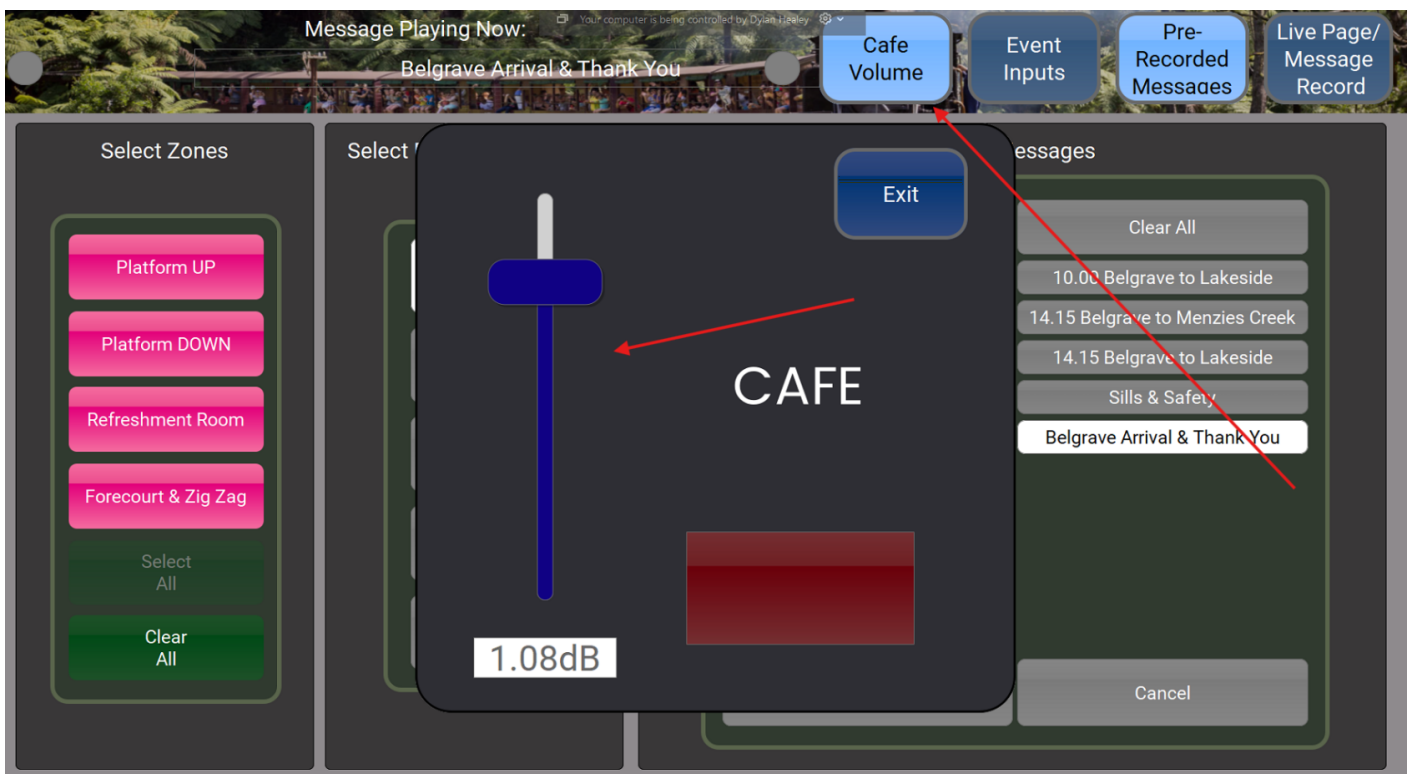 Message Playing Now:
Your computer is being controlled by Dylan Healey
Belgrave Arrival & Thank You
Cafe
Volume
Event
Inputs
Pre-
Recorded
Messages
Live Page/
Message
Record
Select Zones
Platform UP
Platform DOWN
Refreshment Room
Forecourt & Zig Zag
Select
All
Clear
All
Select
Exit
CAFE
1.08dB
essages
Clear All
10.00 Belgrave to Lakeside
14.15 Belgrave to Menzies Creek
14.15 Belgrave to Lakeside
Sills & Safety
Belgrave Arrival & Thank You
Cancel